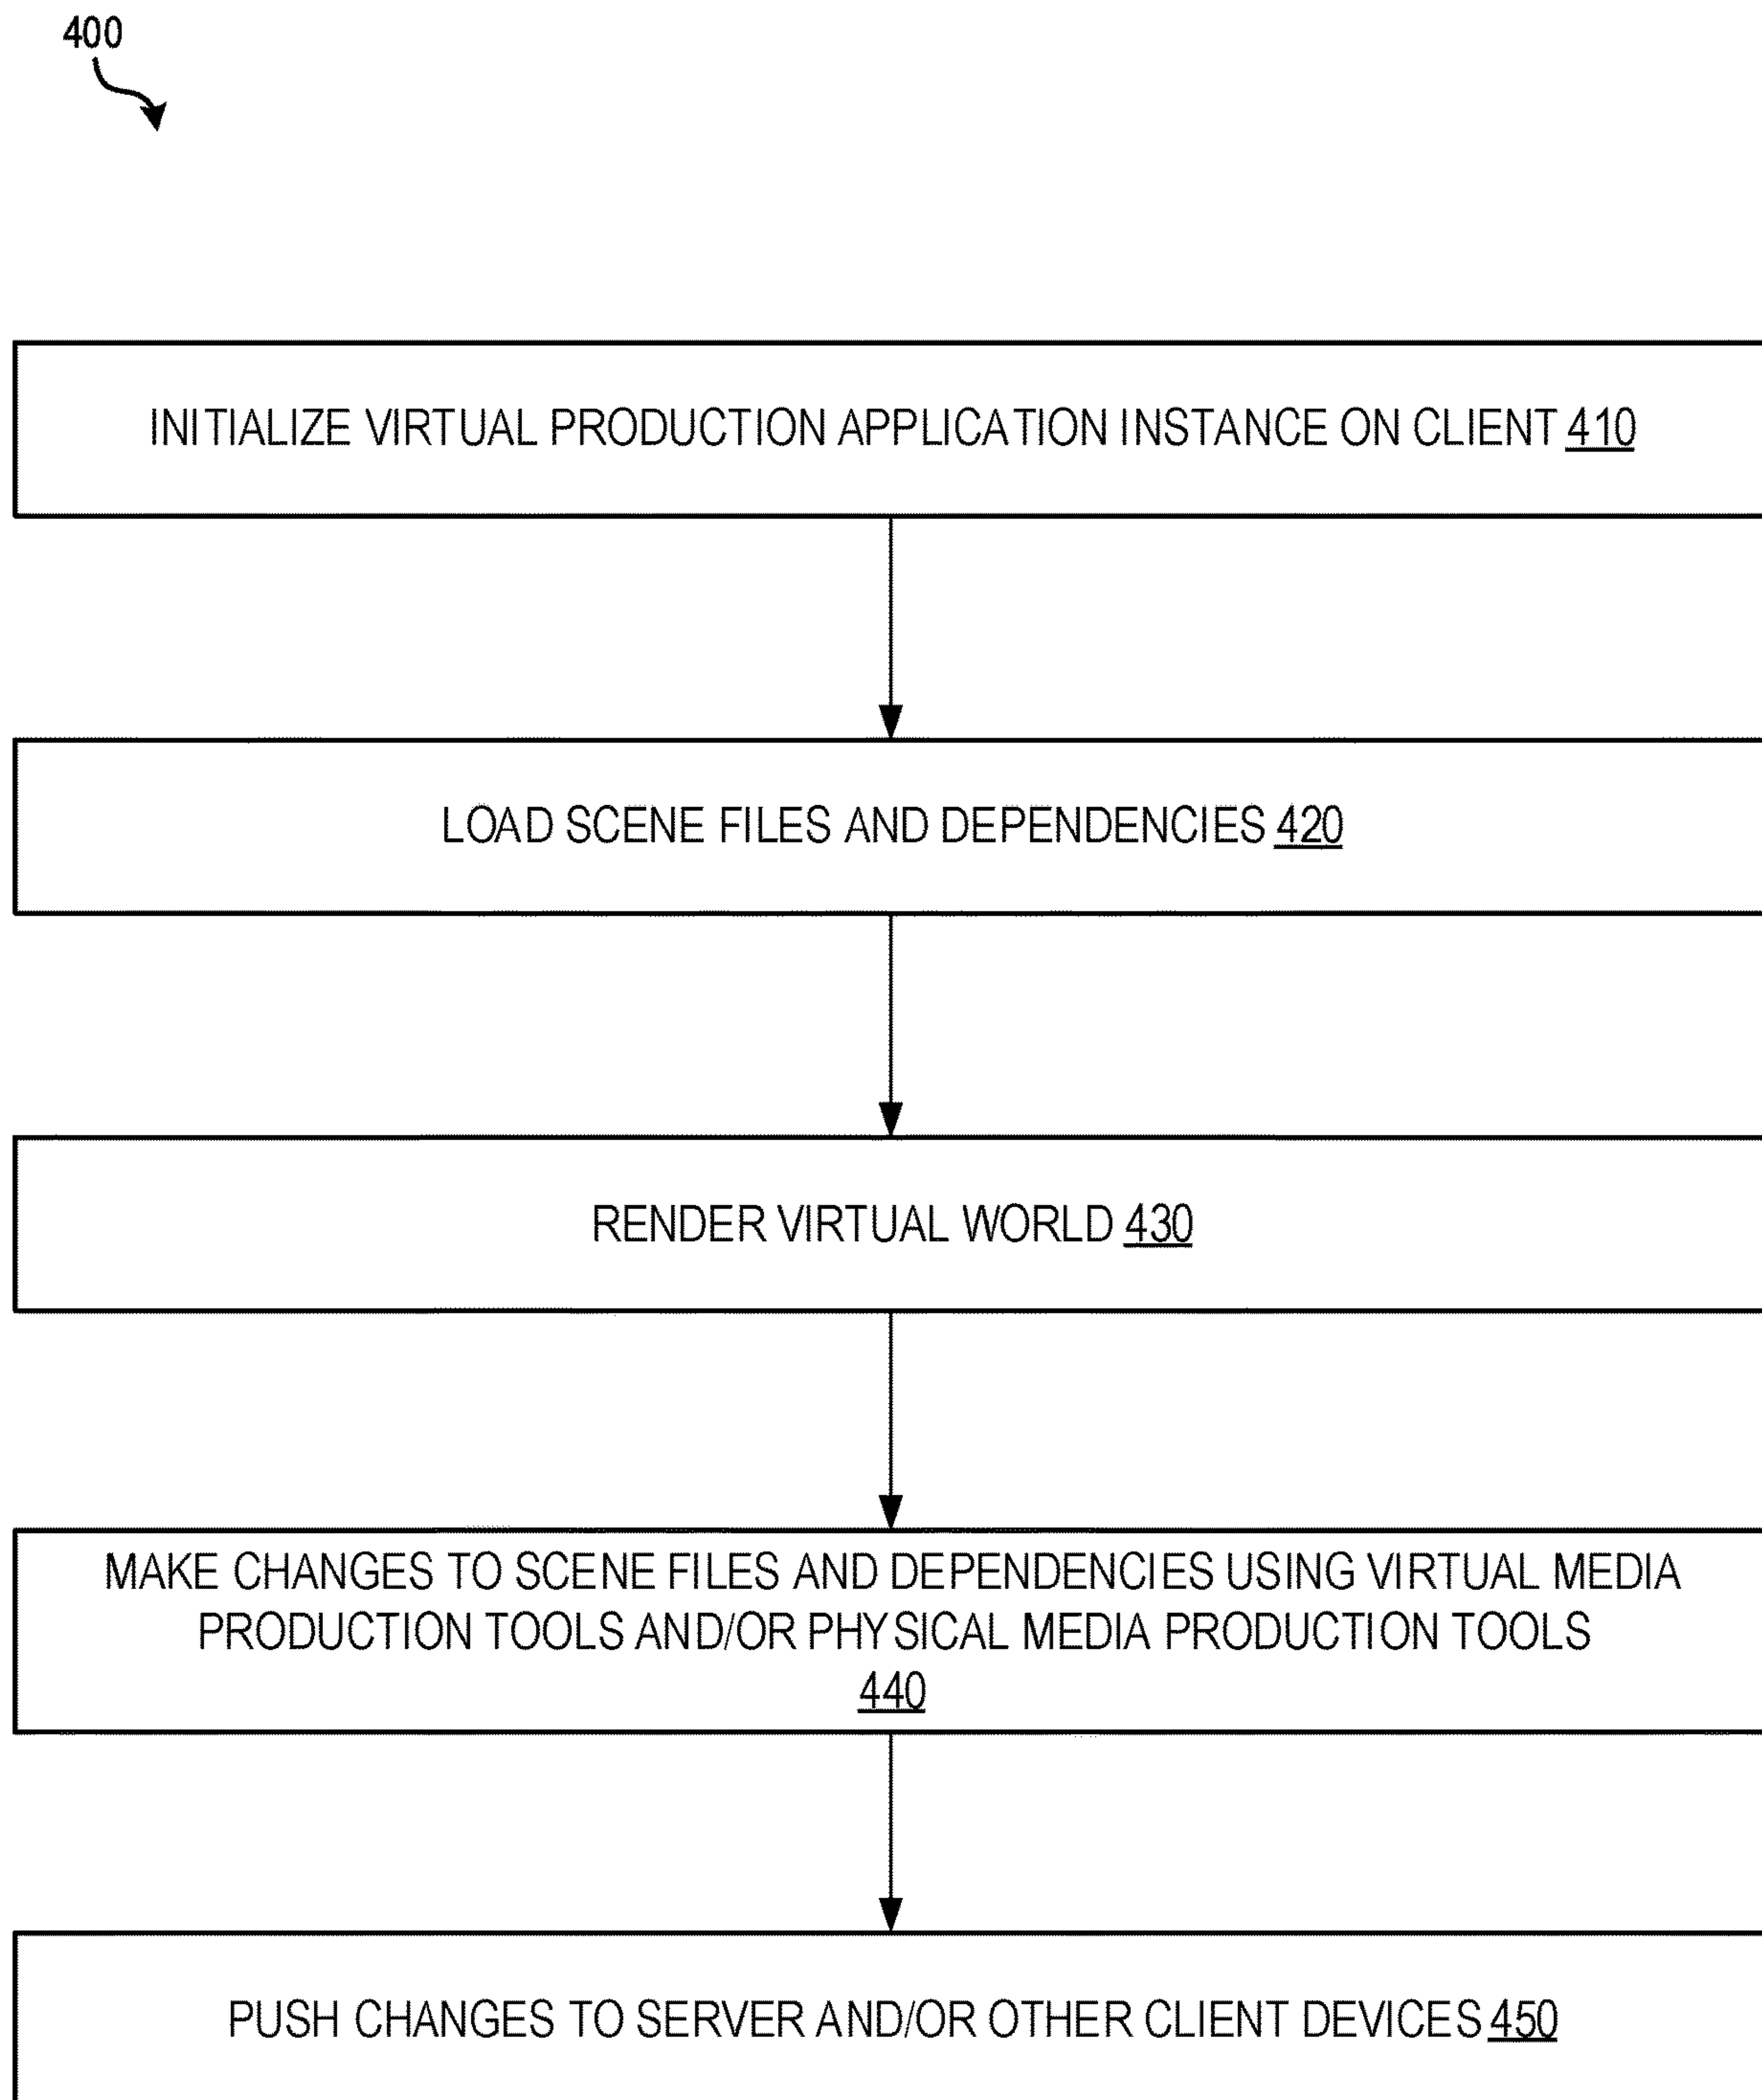 400
INITIALIZE VIRTUAL PRODUCTION APPLICATION INSTANCE ON CLIENT 410
LOAD SCENE FILES AND DEPENDENCIES 420
RENDER VIRTUAL WORLD 430
MAKE CHANGES TO SCENE FILES AND DEPENDENCIES USING VIRTUAL MEDIA
PRODUCTION TOOLS AND/OR PHYSICAL MEDIA PRODUCTION TOOLS
440
PUSH CHANGES TO SERVER AND/OR OTHER CLIENT DEVICES 450